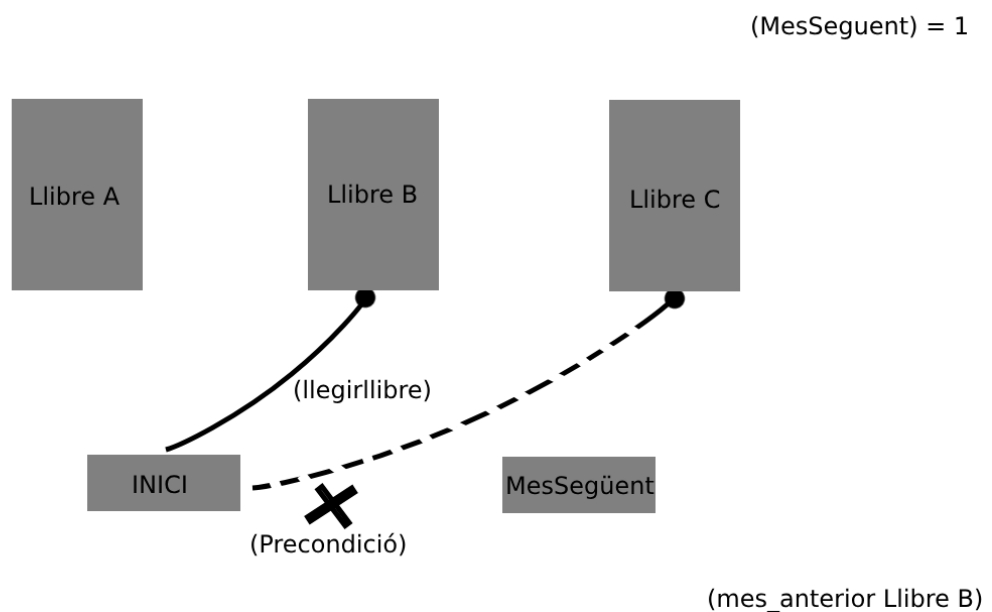 (MesSeguent) = 1
Llibre A
Llibre B
Llibre C
(llegirllibre)
INICI
MesSegüent
(Precondició)
(mes_anterior Llibre B)